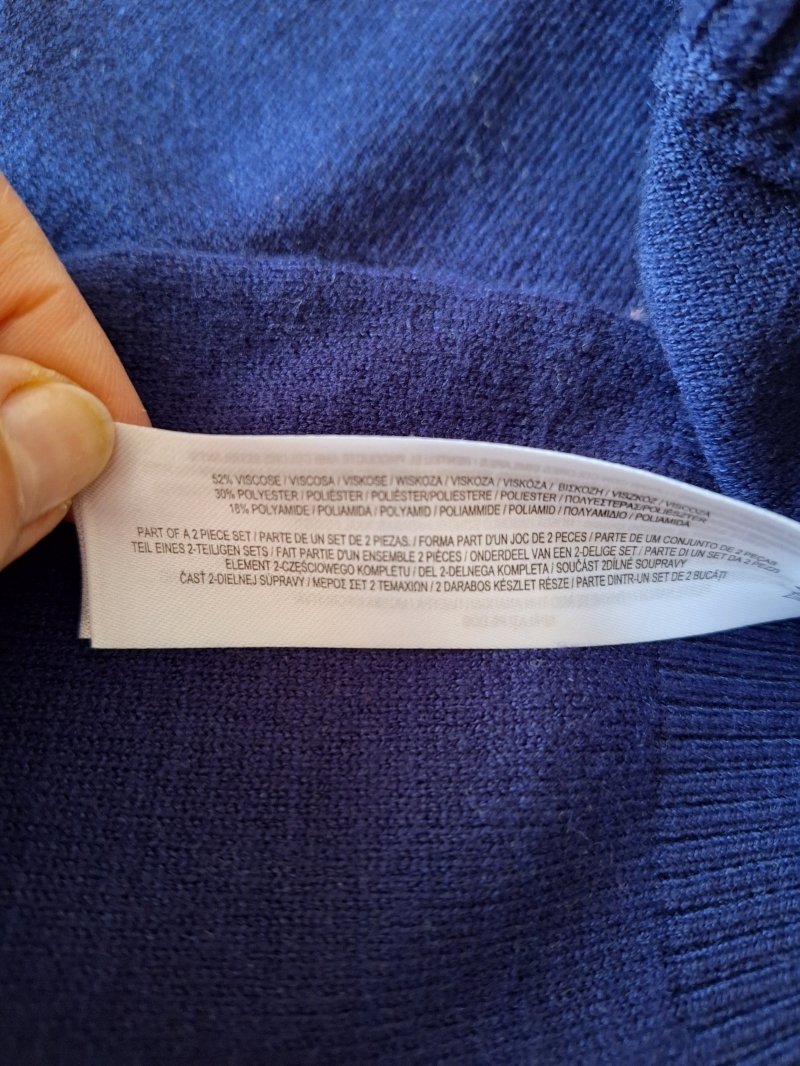 52% VISCOSE / VISCOSA / VISKOSE / WISKOZA / VISKOZA / VISKÓZA / ВІSKOZH / VISZKOZ / VISCOZA
30% POLYESTER / POLIÉSTER / POLIÉSTER/POLIESTERE / POLIESTER / ΠΟΛΥΕΣΤΕΡΑΣ/POLIÉSZTER
18% POLYAMIDE / POLIAMIDA / POLYAMID / POLIAMMIDE / POLIAMID / ΠΟΛΥΑΜΙΔΙΟ / POLIAMIDA
PART OF A 2 PIECE SET / PARTE DE UN SET DE 2 PIEZAS. / FORMA PART D'UN JOC DE 2 PECES / PARTE DE UM CONJUNTO DE 2 PEÇAS
TEIL EINES 2-TEILIGEN SETS / FAIT PARTIE D'UN ENSEMBLE 2 PIÈCES / ONDERDEEL VAN EEN 2-DELIGE SET / PARTE DI UN SET DA 2 PEZZI
ELEMENT 2-CZĘŚCIOWEGO KOMPLETU / DEL 2-DELNEGA KOMPLETA / SOUČÁST 2DÍLNÉ SOUPRAVY
ČASŤ 2-DIELNEJ SÚPRAVY / ΜΕΡΟΣ ΣΕΤ 2 ΤΕΜΑΧΙΩΝ / 2 DARABOS KÉSZLET RÉSZE / PARTE DINTR-UN SET DE 2 BUCĂȚI